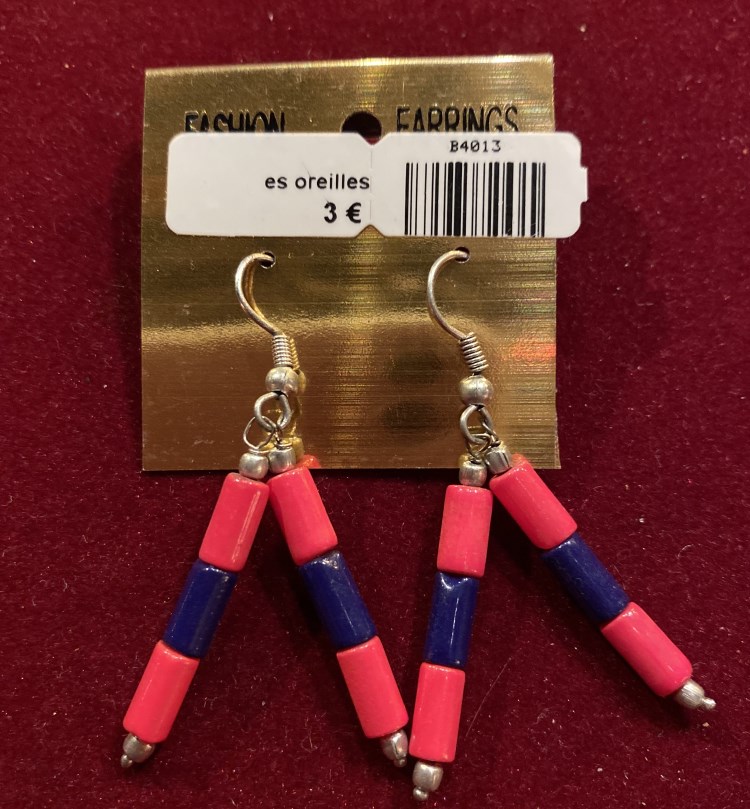 FASHION EARRINGS
B4013
es oreilles
3 €